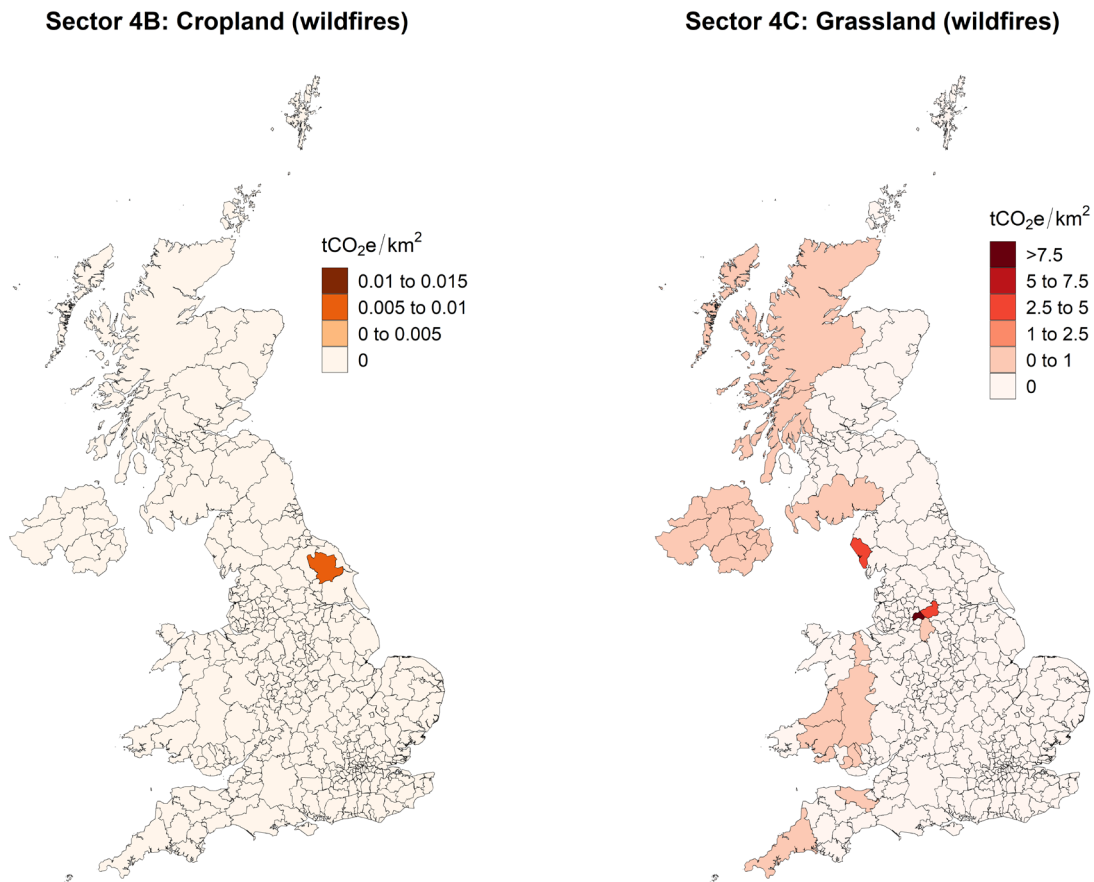 Sector 4B: Cropland (wildfires)
tCO₂e/km²
0.01 to 0.015
0.005 to 0.01
0 to 0.005
0
Sector 4C: Grassland (wildfires)
tCO₂e/km²
>7.5
5 to 7.5
2.5 to 5
1 to 2.5
0 to 1
0